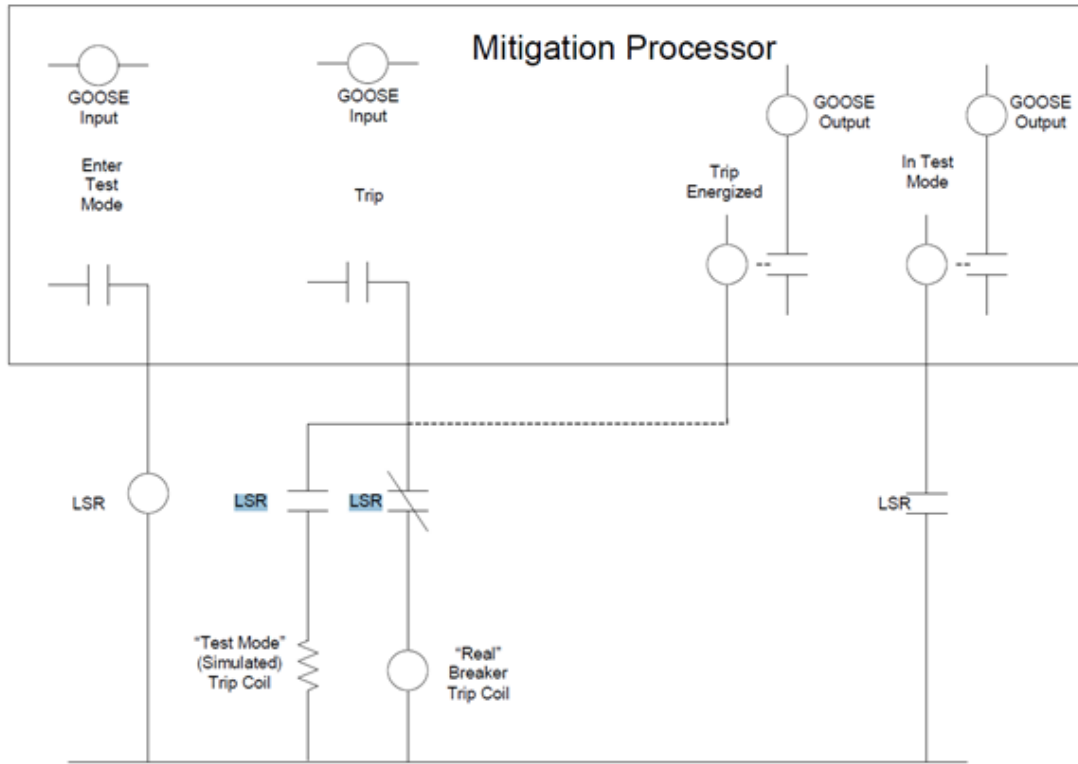 Mitigation Processor
GOOSE
Input
GOOSE
Input
GOOSE
Output
GOOSE
Output
Enter
Test
Mode
Trip
Trip
Energized
In Test
Mode
LSR
LSR
LSR
LSR
"Test Mode"
(Simulated)
Trip Coil
"Real"
Breaker
Trip Coil